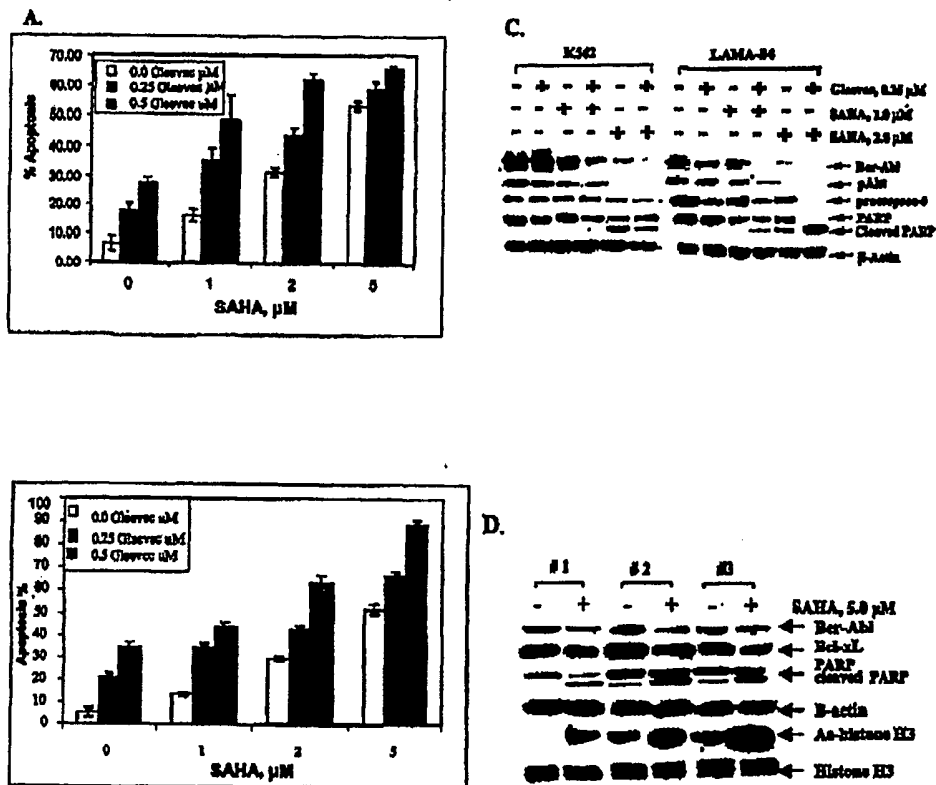 A.
70.00
60.00
50.00
40.00
30.00
20.00
10.00
0.00
% Apoptosis
0.0 Gleevec µM
0.25 Gleevec µM
0.5 Gleevec uM
0 1 2 5
SAHA, µM
C.
K562 LAMA-84
- + - + - + - + - + - + Gleevec, 0.25 µM
- - + + - - - - + + - - SAHA, 1.0 µM
- - - - + + - - - - + + SAHA, 2.0 µM
Bcr-Abl
pAkt
PARP
Cleaved PARP
β-Actin
100
90
80
70
60
50
40
30
20
10
0
Apoptosis %
0.0 Gleevec uM
0.25 Gleevec uM
0.5 Gleevec uM
0 1 2 5
SAHA, µM
D.
#1 #2 #3
- + - + - + SAHA, 5.0 µM
Bcr-Abl
Bcl-xL
PARP
cleaved PARP
B-actin
Ac-histone H3
Histone H3